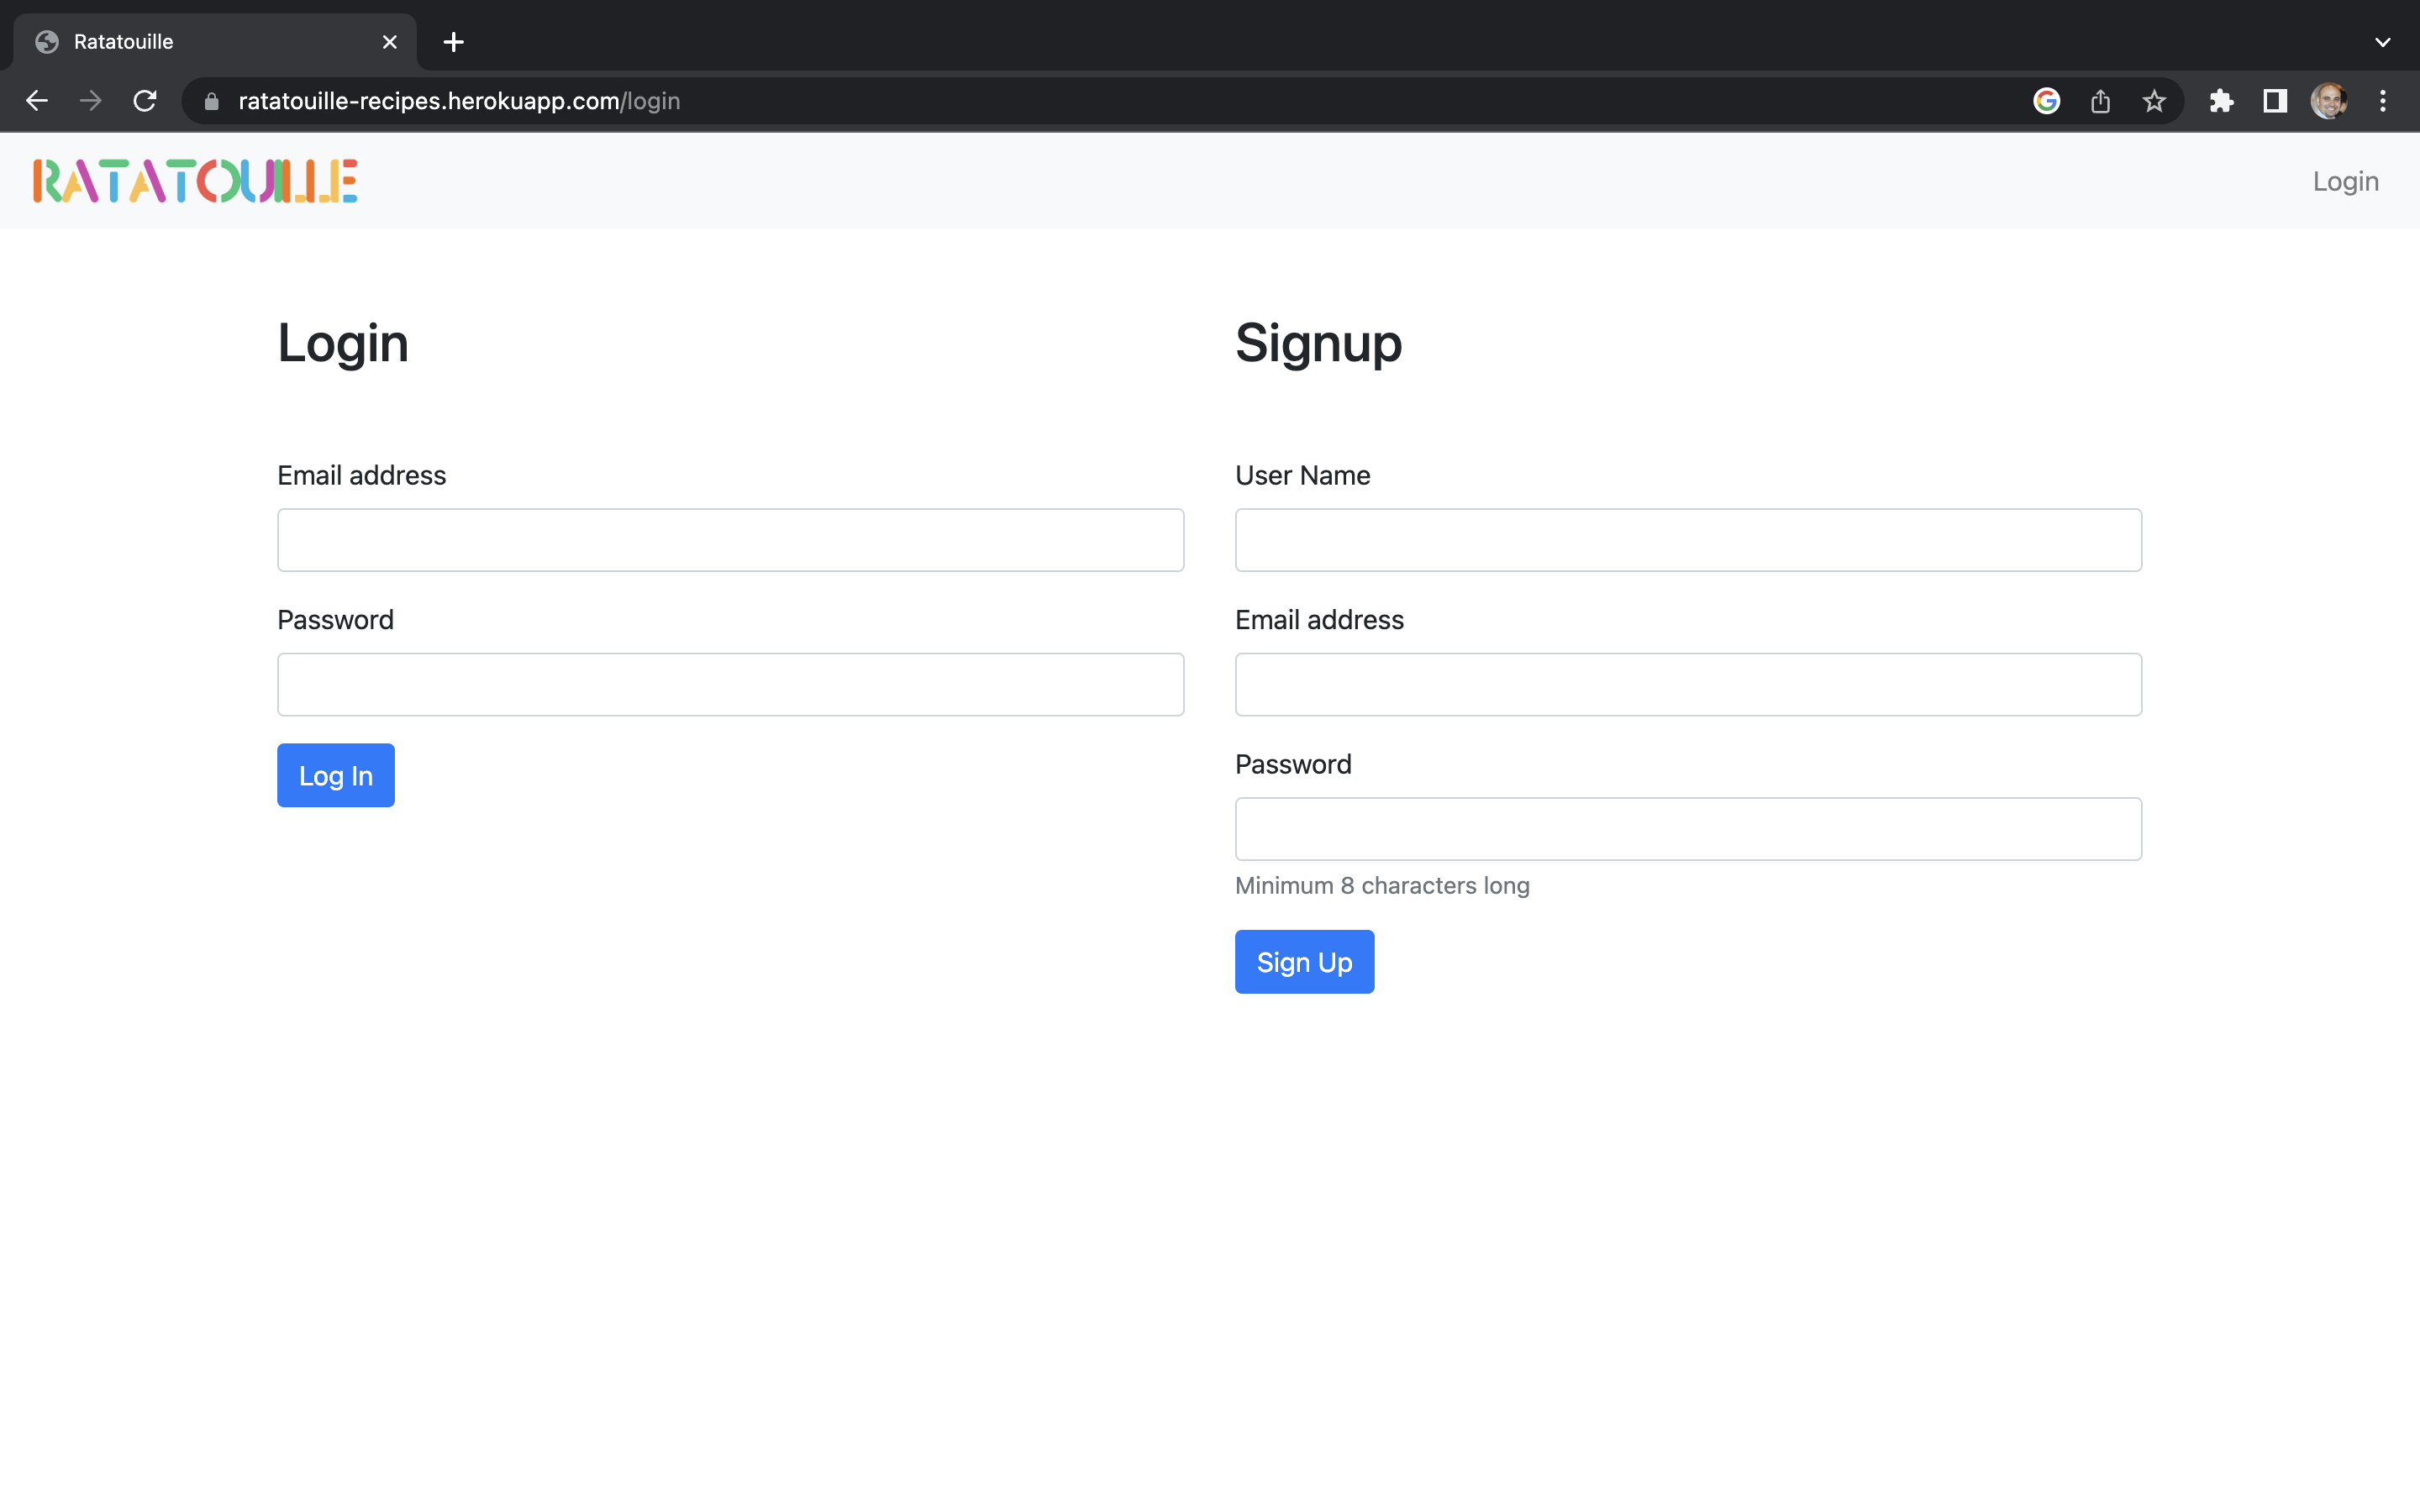 Ratatouille
ratatouille-recipes.herokuapp.com/login
RATATOUILLE
Login
Login
Email address
Password
Log In
Signup
User Name
Email address
Password
Minimum 8 characters long
Sign Up